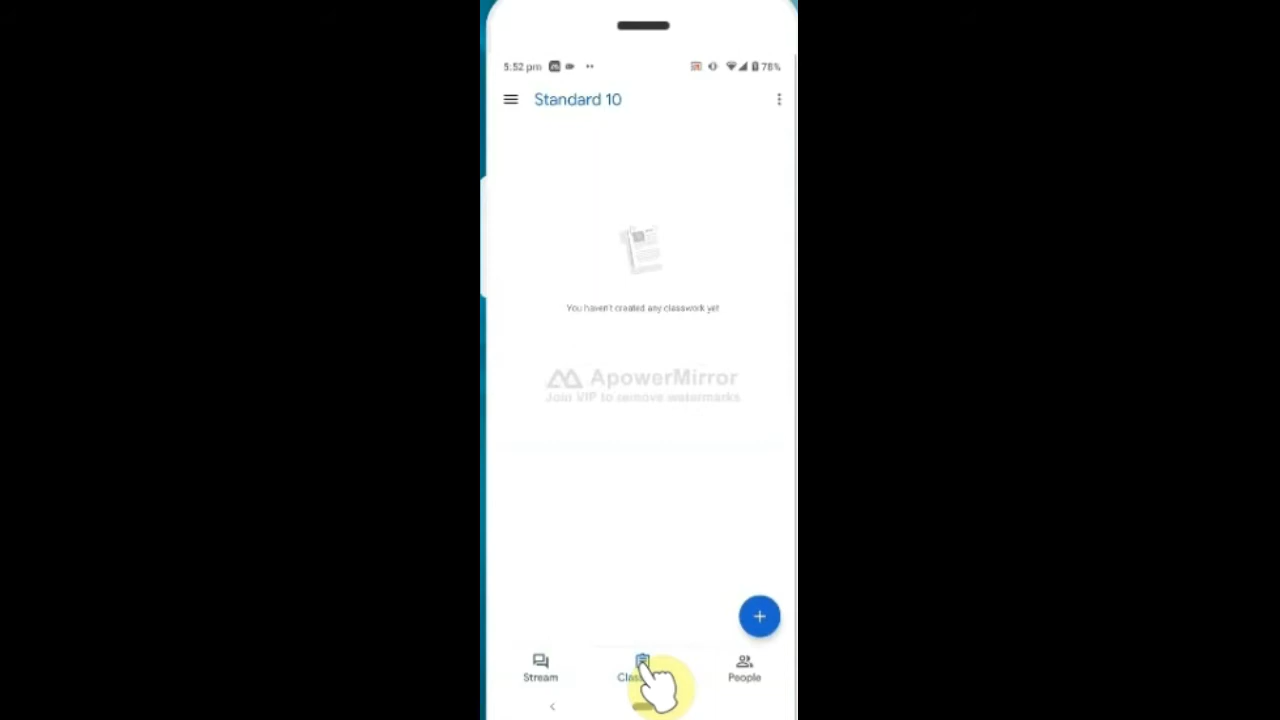 5:52 pm
78%
Standard 10
You haven't created any classwork yet
ApowerMirror
Join VIP to remove watermarks
Stream
Clas
People